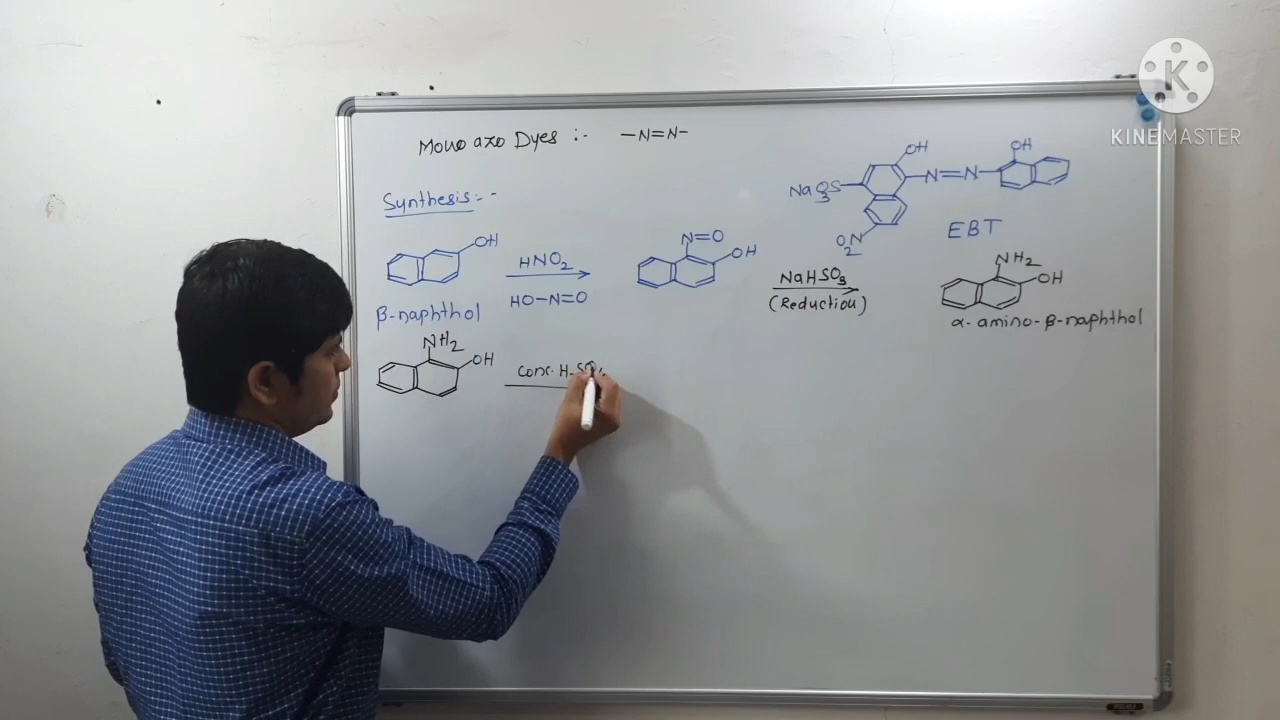 KINEMASTER
Mono azo Dyes :- —N=N—
OH
OH
NaO₃S N=N
O₂N
EBT
Synthesis:-
OH HNO₂ N=O OH NaHSO₃ NH₂ OH
HO-N=O (Reduction)
β-naphthol α-amino-β-naphthol
NH₂
OH Conc. H₂SO₄